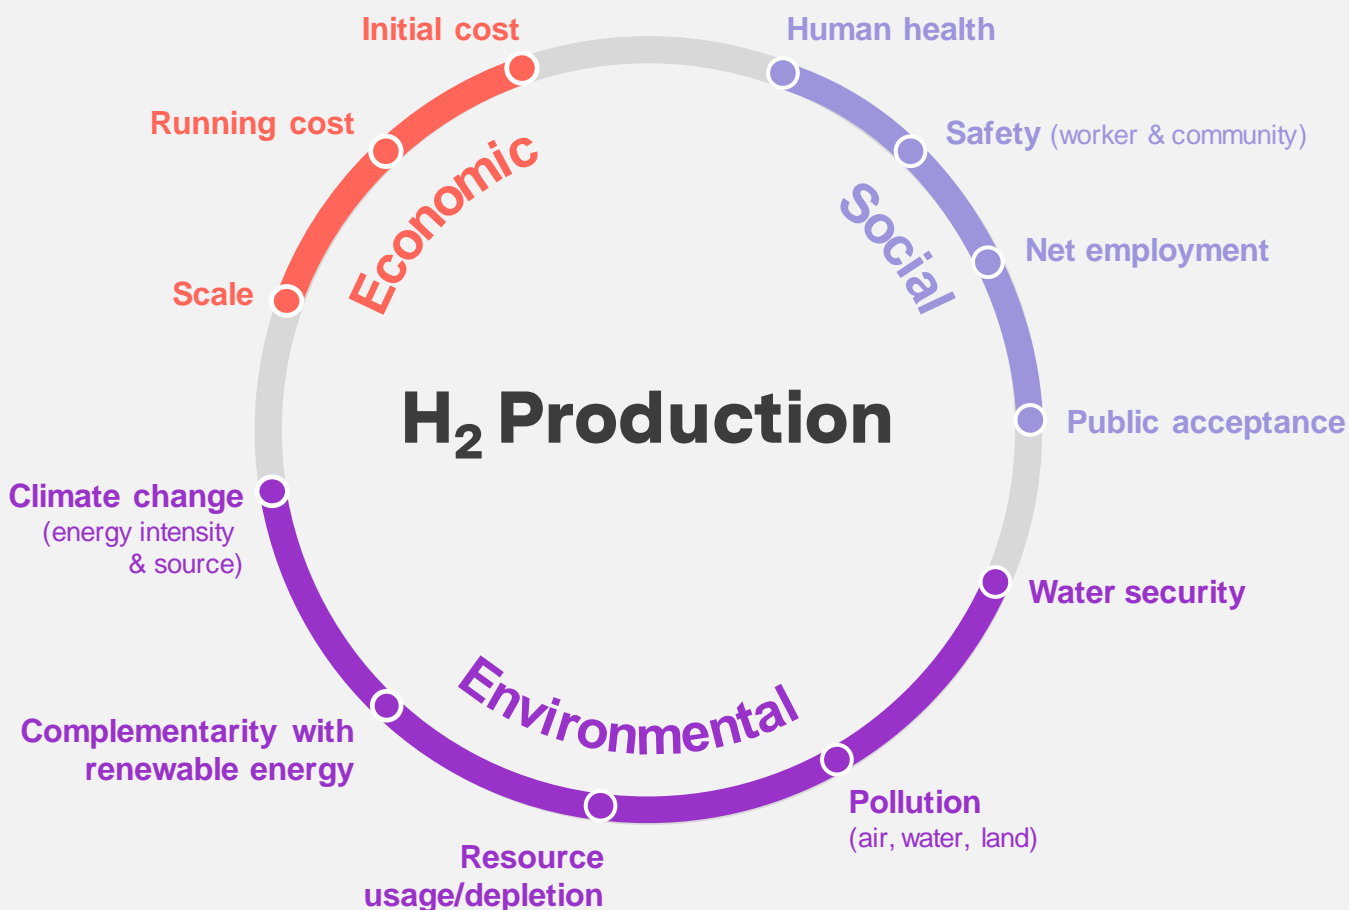 Initial cost
Running cost
Scale
Economic
Human health
Safety (worker & community)
Net employment
Public acceptance
Social
H₂ Production
Climate change
(energy intensity
& source)
Complementarity with
renewable energy
Resource
usage/depletion
Pollution
(air, water, land)
Water security
Environmental